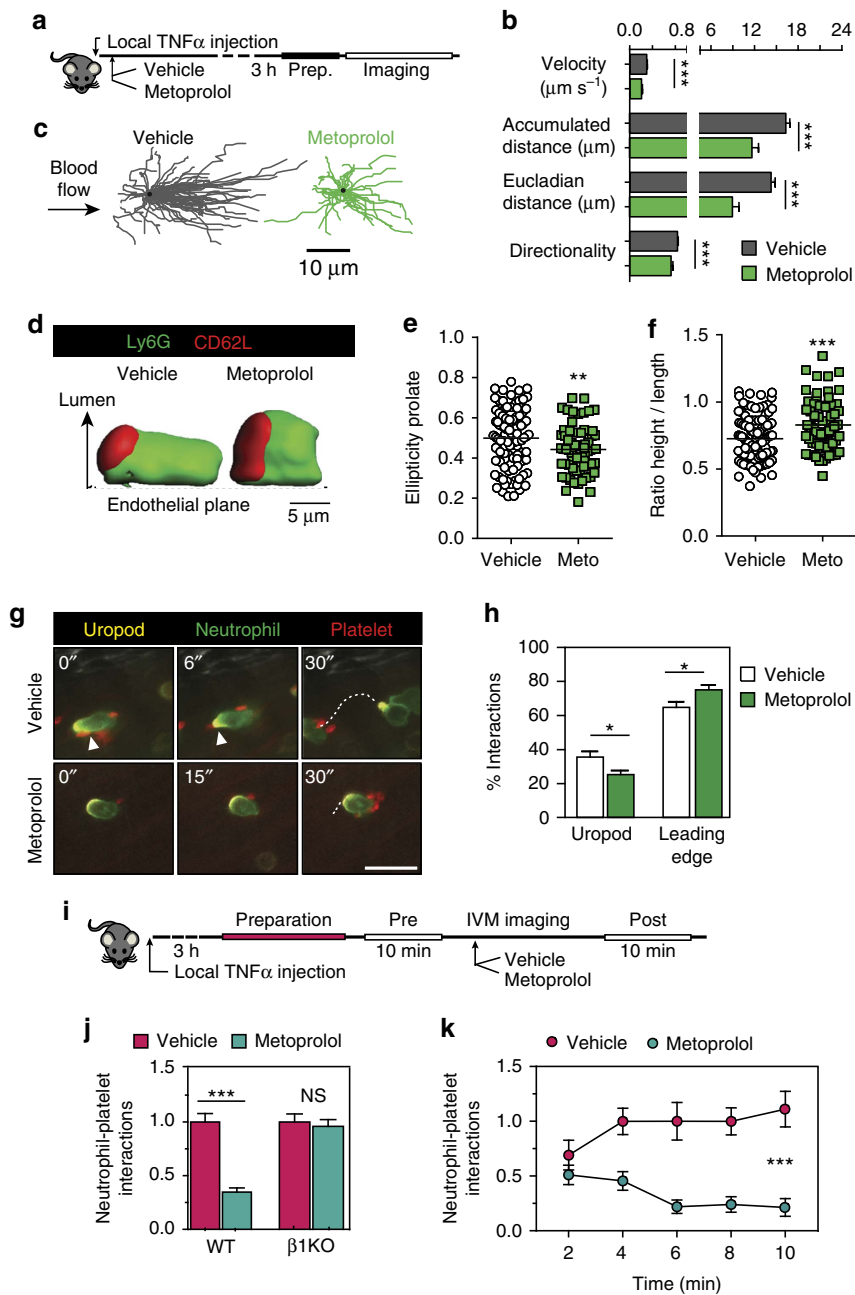 a
Local TNFα injection
Vehicle
Metoprolol
3 h
Prep.
Imaging
b
0.0 0.8 6 12 18 24
Velocity
(μm s⁻¹)
***
Accumulated
distance (μm)
***
Eucladian
distance (μm)
***
Directionality
***
Vehicle
Metoprolol
c
Vehicle
Metoprolol
Blood
flow
10 μm
d
Ly6G CD62L
Vehicle Metoprolol
Lumen
Endothelial plane
5 μm
e
Ellipticity prolate
1.0
0.8
0.6
0.4
0.2
0.0
**
Vehicle Meto
f
Ratio height / length
1.5
1.0
0.5
0.0
***
Vehicle Meto
g
Uropod Neutrophil Platelet
Vehicle
0″ 6″ 30″
Metoprolol
0″ 15″ 30″
h
% Interactions
100
80
60
40
20
0
*
*
Uropod
Leading
edge
Vehicle
Metoprolol
i
3 h
Local TNFα injection
Preparation
Pre
10 min
IVM imaging
Vehicle
Metoprolol
Post
10 min
j
Vehicle Metoprolol
Neutrophil-platelet
interactions
1.5
1.0
0.5
0.0
***
NS
WT β1KO
k
Vehicle Metoprolol
Neutrophil-platelet
interactions
1.5
1.0
0.5
0.0
***
2 4 6 8 10
Time (min)